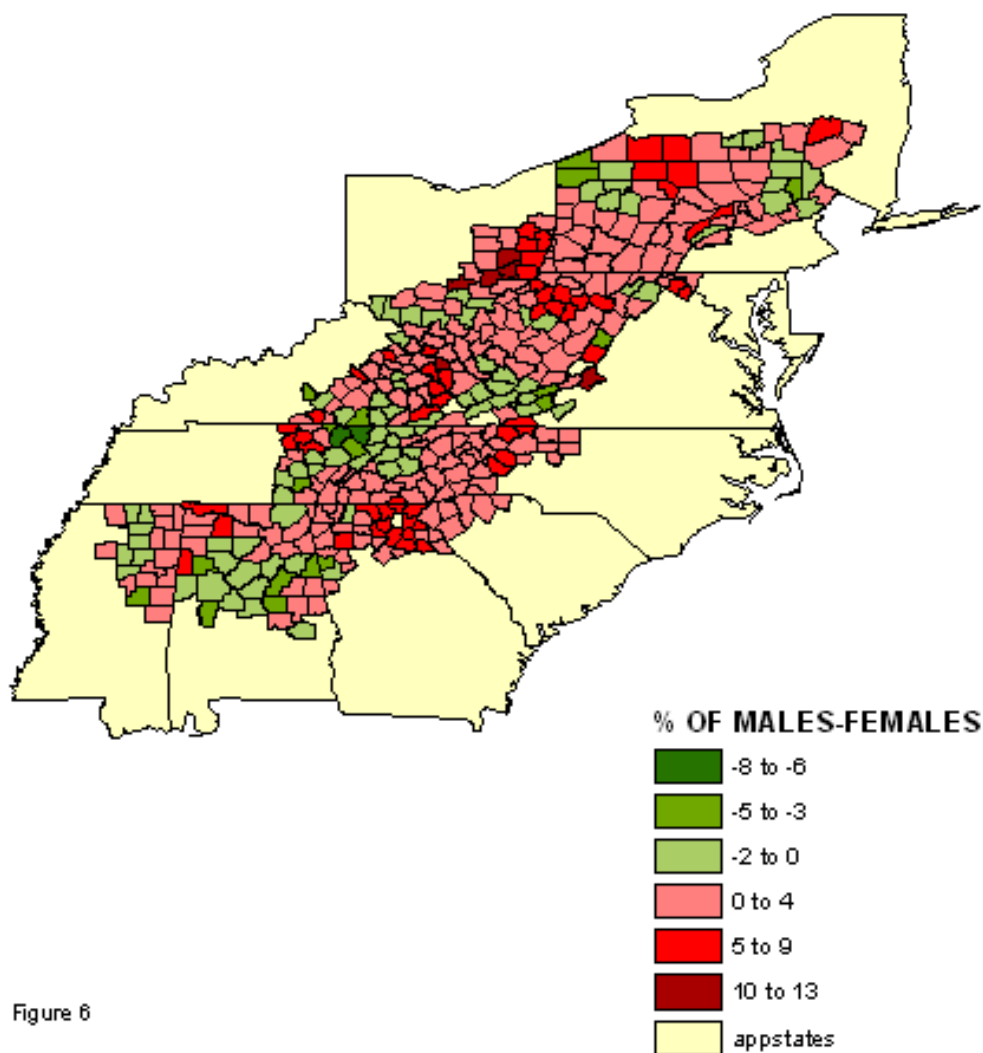 % OF MALES-FEMALES
-8 to -6
-5 to -3
-2 to 0
0 to 4
5 to 9
10 to 13
appstates
Figure 6